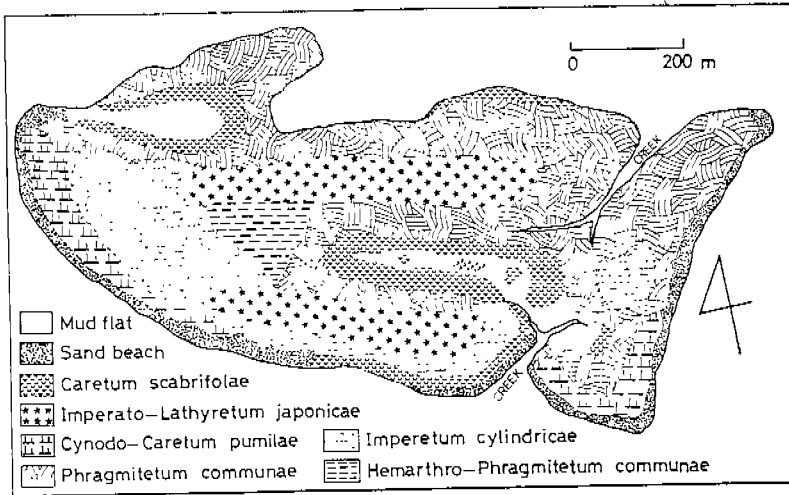 0 200 m
CREEK
CREEK
Mud flat
Sand beach
Caretum scabrifolae
Imperato-Lathyretum japonicae
Cynodo-Caretum pumilae
Imperetum cylindricae
Phragmitetum communae
Hemarthro-Phragmitetum communae